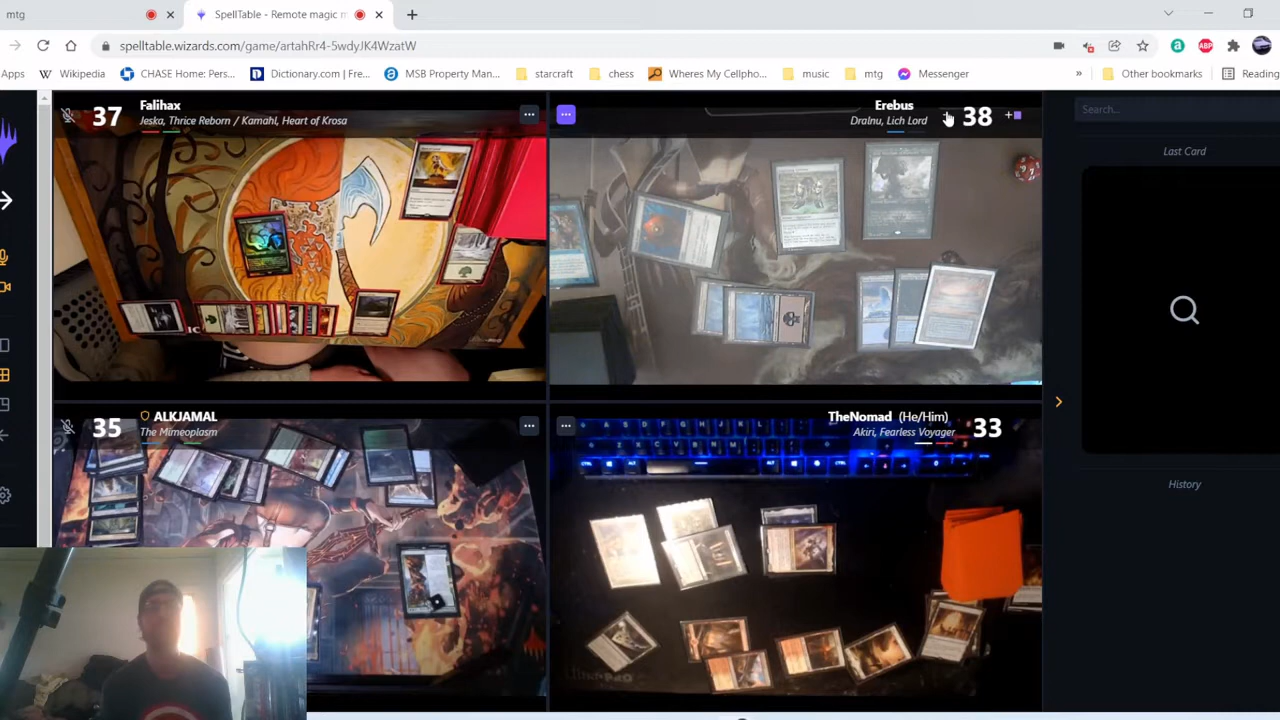 mtg
SpellTable - Remote magic m
spelltable.wizards.com/game/artahRr4-5wdyJK4WzatW
Apps
Wikipedia
CHASE Home Pers...
Dictionary.com | Fre...
MSB Property Man...
starcraft
chess
Wheres My Cellpho...
music
mtg
Messenger
»
Other bookmarks
Reading
37
Falihax
Jeska, Thrice Reborn / Kamahl, Heart of Krosa
Erebus
Dralnu, Lich Lord
38
Search...
Last Card
35
ALKJAMAL
The Mimeoplasm
TheNomad (He/Him)
Akiri, Fearless Voyager
33
History